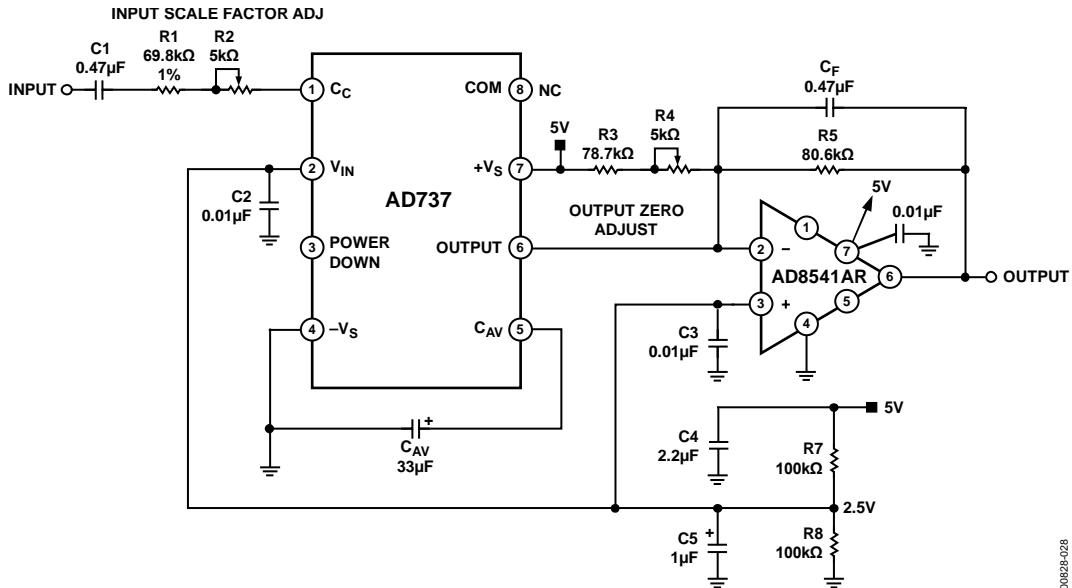 INPUT SCALE FACTOR ADJ
C1
0.47µF
R1
69.8kΩ
1%
R2
5kΩ
INPUT
1
CC
COM
8
NC
CF
0.47µF
5V
R3
78.7kΩ
R4
5kΩ
R5
80.6kΩ
2
VIN
+VS
7
AD737
C2
0.01µF
OUTPUT ZERO
ADJUST
5V
0.01µF
3
POWER
DOWN
OUTPUT
6
2
−
1
7
AD8541AR
6
OUTPUT
3
+
5
4
4
−VS
CAV
5
C3
0.01µF
+
CAV
33µF
5V
C4
2.2µF
R7
100kΩ
2.5V
C5
1µF
+
R8
100kΩ
00828-028